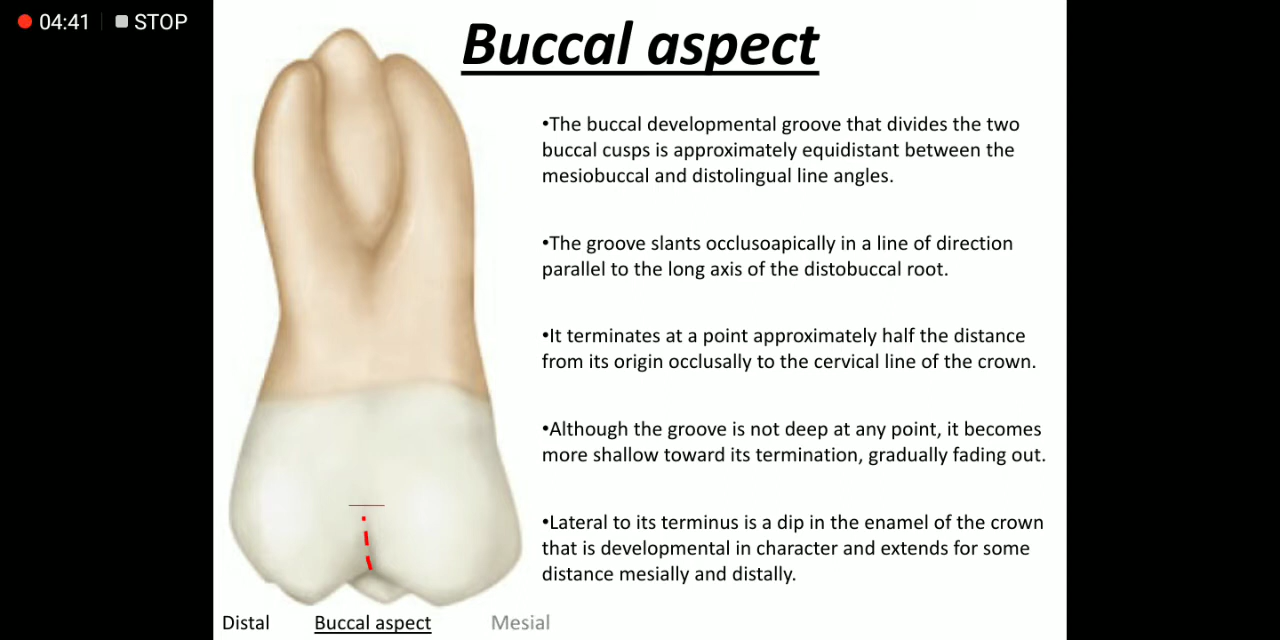 04:41 STOP
Buccal aspect
•The buccal developmental groove that divides the two
buccal cusps is approximately equidistant between the
mesiobuccal and distolingual line angles.
•The groove slants occlusoapically in a line of direction
parallel to the long axis of the distobuccal root.
•It terminates at a point approximately half the distance
from its origin occlusally to the cervical line of the crown.
•Although the groove is not deep at any point, it becomes
more shallow toward its termination, gradually fading out.
•Lateral to its terminus is a dip in the enamel of the crown
that is developmental in character and extends for some
distance mesially and distally.
Distal Buccal aspect Mesial